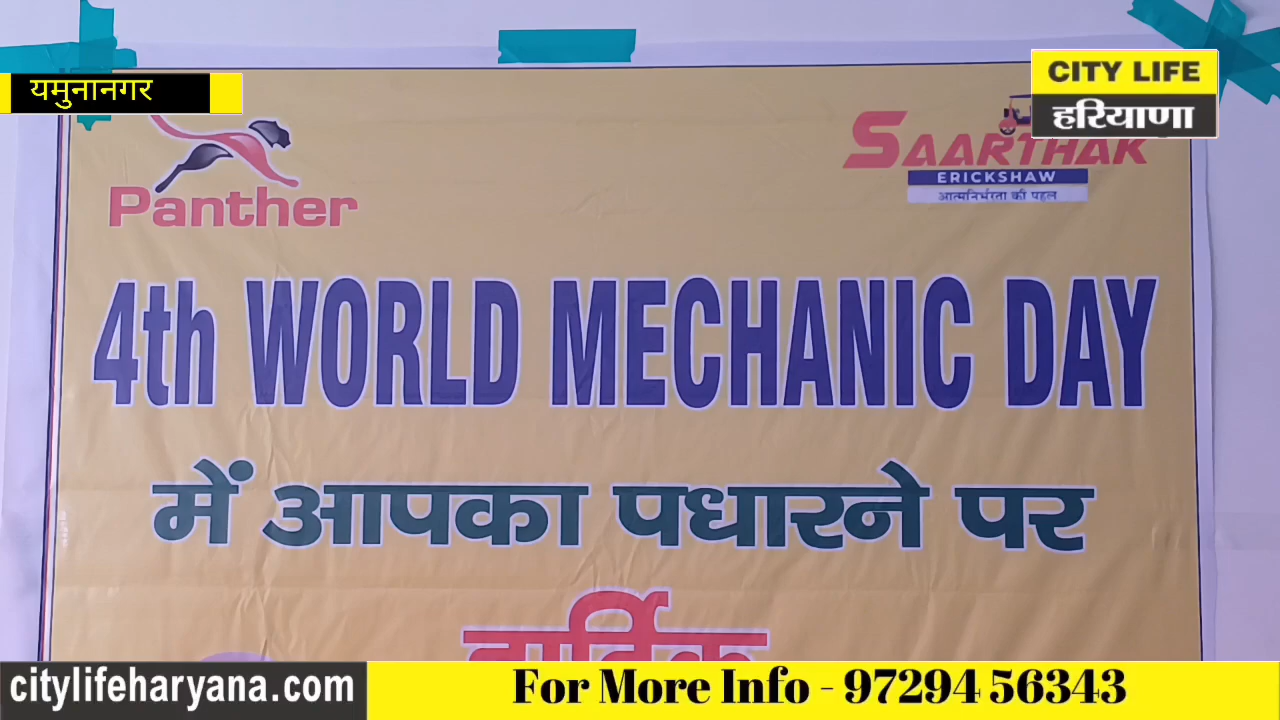 यमुनानगर
CITY LIFE
हरियाणा
Panther
SAARTHAK
ERICKSHAW
आत्मनिर्भरता की पहल
4th WORLD MECHANIC DAY
में आपका पधारने पर
हार्दिक
citylifeharyana.com
For More Info - 97294 56343